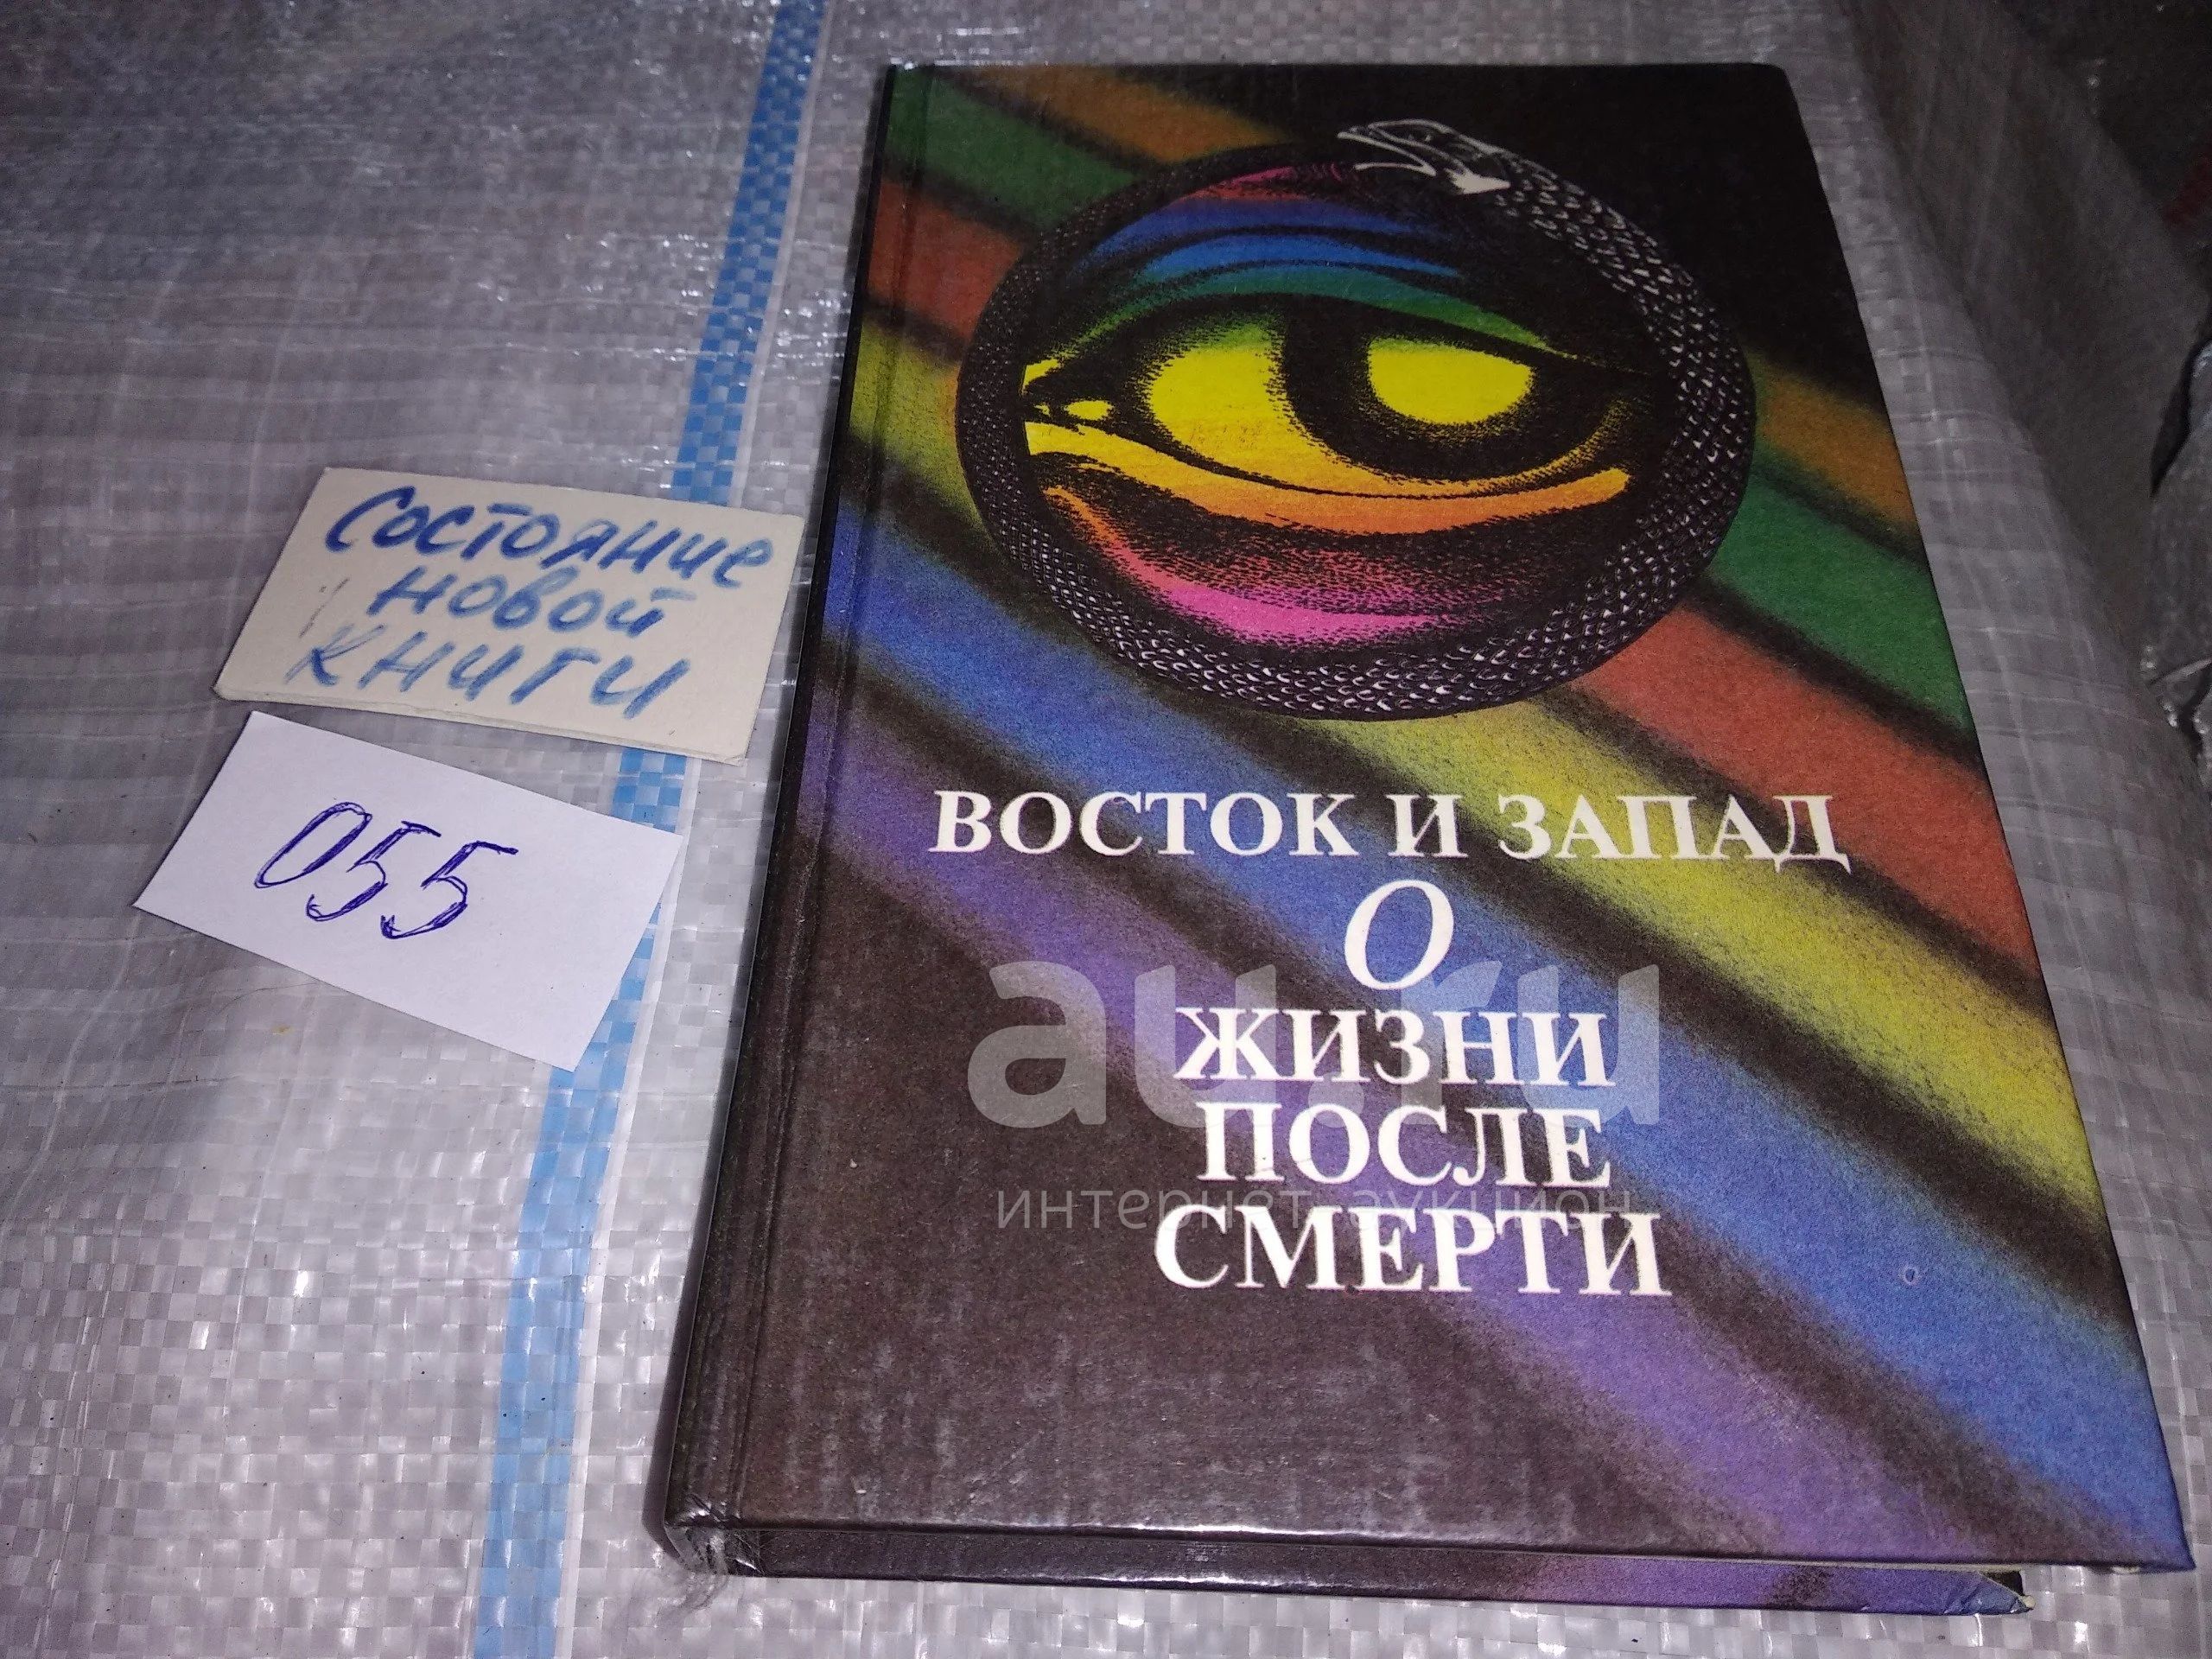 Состояние
новой
книги
055
ВОСТОК И ЗАПАД
О
ЖИЗНИ
ПОСЛЕ
СМЕРТИ
au.ru
интернет аукцион